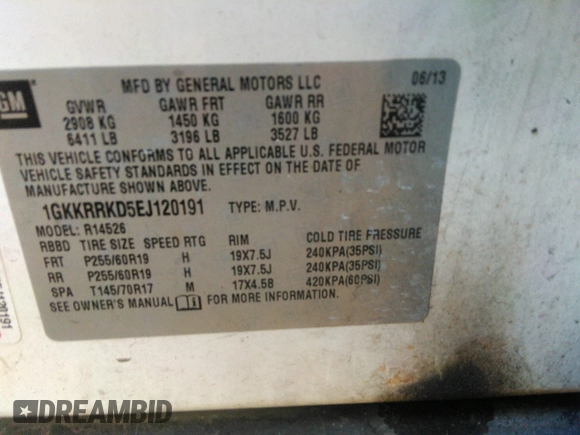 GM
MFD BY GENERAL MOTORS LLC 06/13
GVWR GAWR FRT GAWR RR
2908 KG 1450 KG 1600 KG
6411 LB 3196 LB 3527 LB
THIS VEHICLE CONFORMS TO ALL APPLICABLE U.S. FEDERAL MOTOR
VEHICLE SAFETY STANDARDS IN EFFECT ON THE DATE OF
MANUFACTURE SHOWN ABOVE.
1GKKRRKD5EJ120191 TYPE: M.P.V.
MODEL: R14526
RBBD TIRE SIZE SPEED RTG RIM COLD TIRE PRESSURE
FRT P255/60R19 H 19X7.5J 240KPA(35PSI)
RR P255/60R19 H 19X7.5J 240KPA(35PSI)
SPA T145/70R17 M 17X4.5B 420KPA(60PSI)
SEE OWNER'S MANUAL FOR MORE INFORMATION.
DREAMBID